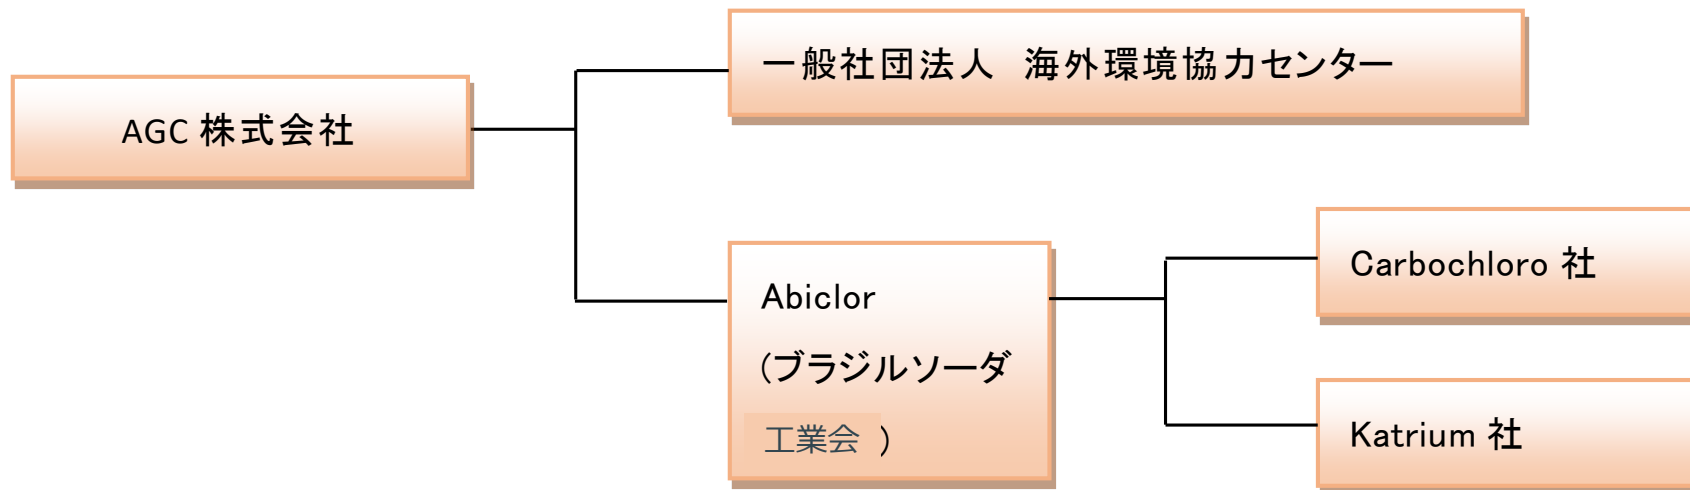 一般社団法人　海外環境協力センター
AGC 株式会社
Abiclor
(ブラジルソーダ
工業会 )
Carbochloro 社
Katrium 社